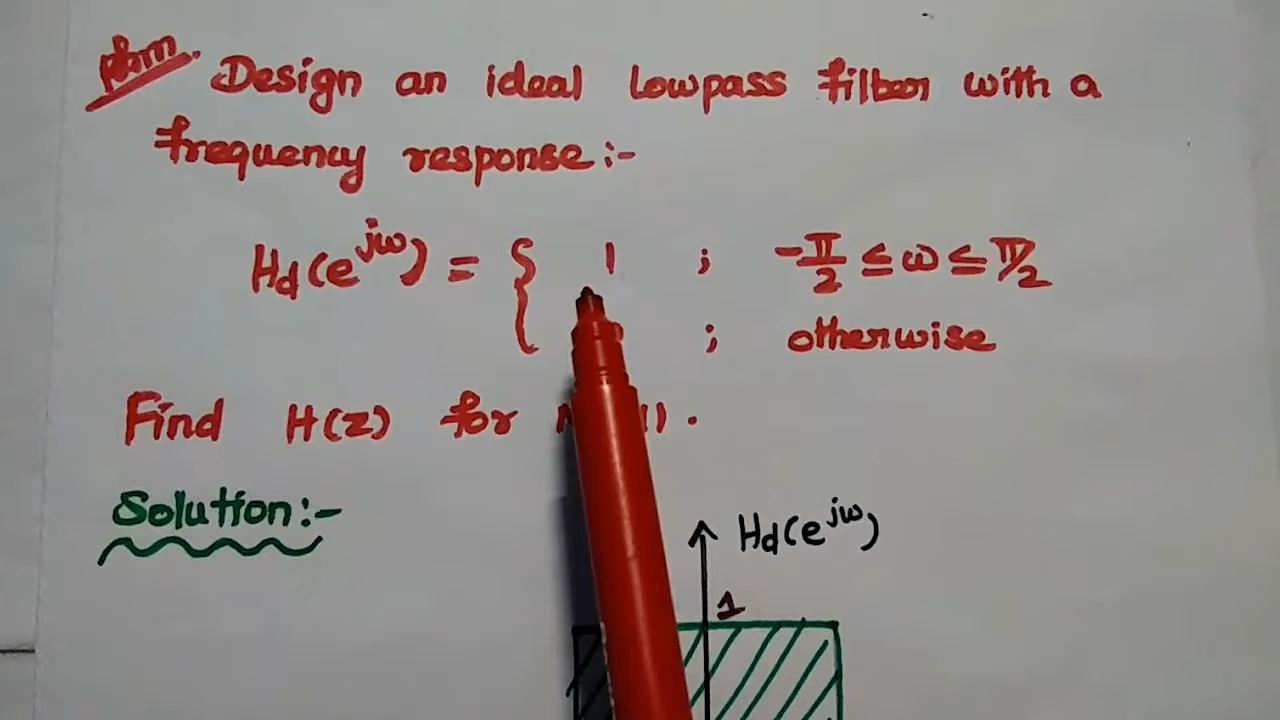 pbm.
Design an ideal lowpass filter with a
frequency response:-
Hd(e^jω) = { 1 ; -π/2 ≤ ω ≤ π/2
; otherwise
Find H(z) for
Solution:-
Hd(e^jω)
1